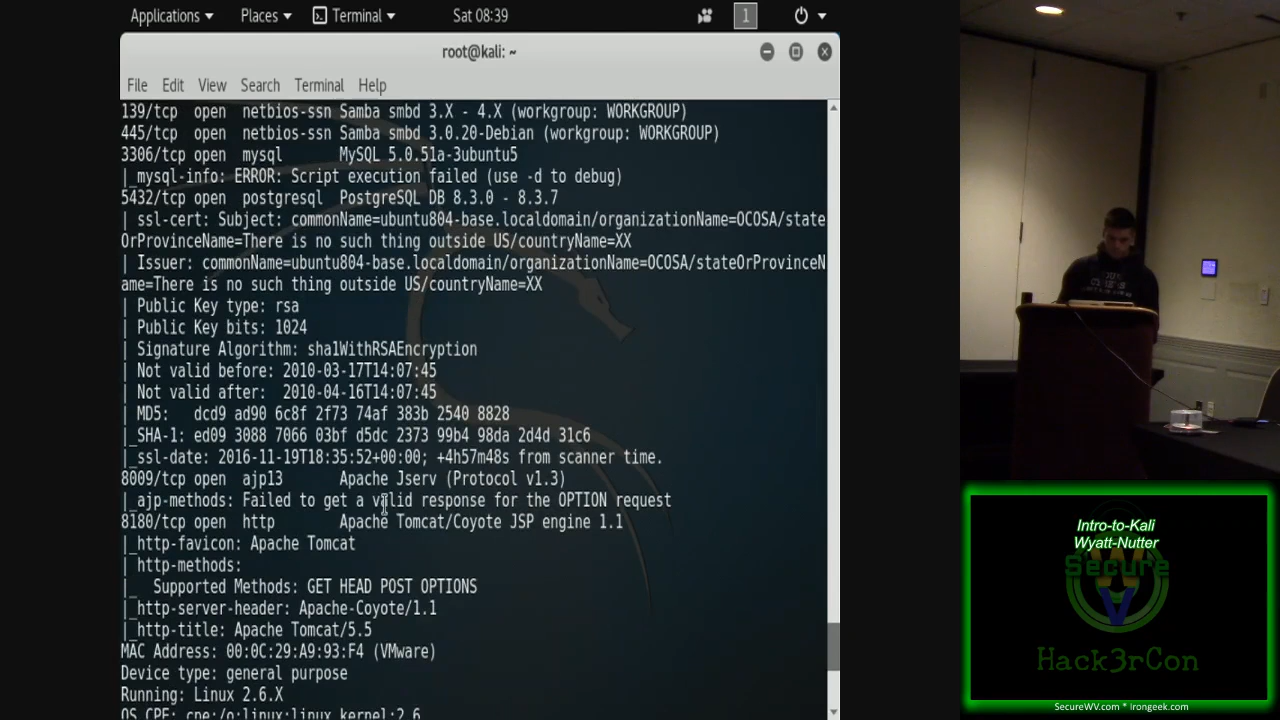 Applications Places Terminal Sat 08:39 1
root@kali: ~
File Edit View Search Terminal Help
139/tcp open netbios-ssn Samba smbd 3.X - 4.X (workgroup: WORKGROUP)
445/tcp open netbios-ssn Samba smbd 3.0.20-Debian (workgroup: WORKGROUP)
3306/tcp open mysql MySQL 5.0.51a-3ubuntu5
|_mysql-info: ERROR: Script execution failed (use -d to debug)
5432/tcp open postgresql PostgreSQL DB 8.3.0 - 8.3.7
| ssl-cert: Subject: commonName=ubuntu804-base.localdomain/organizationName=OCOSA/state
OrProvinceName=There is no such thing outside US/countryName=XX
| Issuer: commonName=ubuntu804-base.localdomain/organizationName=OCOSA/stateOrProvinceN
ame=There is no such thing outside US/countryName=XX
| Public Key type: rsa
| Public Key bits: 1024
| Signature Algorithm: sha1WithRSAEncryption
| Not valid before: 2010-03-17T14:07:45
| Not valid after: 2010-04-16T14:07:45
| MD5: dcd9 ad90 6c8f 2f73 74af 383b 2540 8828
|_SHA-1: ed09 3088 7066 03bf d5dc 2373 99b4 98da 2d4d 31c6
|_ssl-date: 2016-11-19T18:35:52+00:00; +4h57m48s from scanner time.
8009/tcp open ajp13 Apache Jserv (Protocol v1.3)
|_ajp-methods: Failed to get a valid response for the OPTION request
8180/tcp open http Apache Tomcat/Coyote JSP engine 1.1
|_http-favicon: Apache Tomcat
| http-methods:
|_ Supported Methods: GET HEAD POST OPTIONS
|_http-server-header: Apache-Coyote/1.1
|_http-title: Apache Tomcat/5.5
MAC Address: 00:0C:29:A9:93:F4 (VMware)
Device type: general purpose
Running: Linux 2.6.X
OS CPE: cpe:/o:linux:linux_kernel:2.6
Intro-to-Kali
Wyatt-Nutter
Secure
W
V
Hack3rCon
SecureWV.com * Irongeek.com